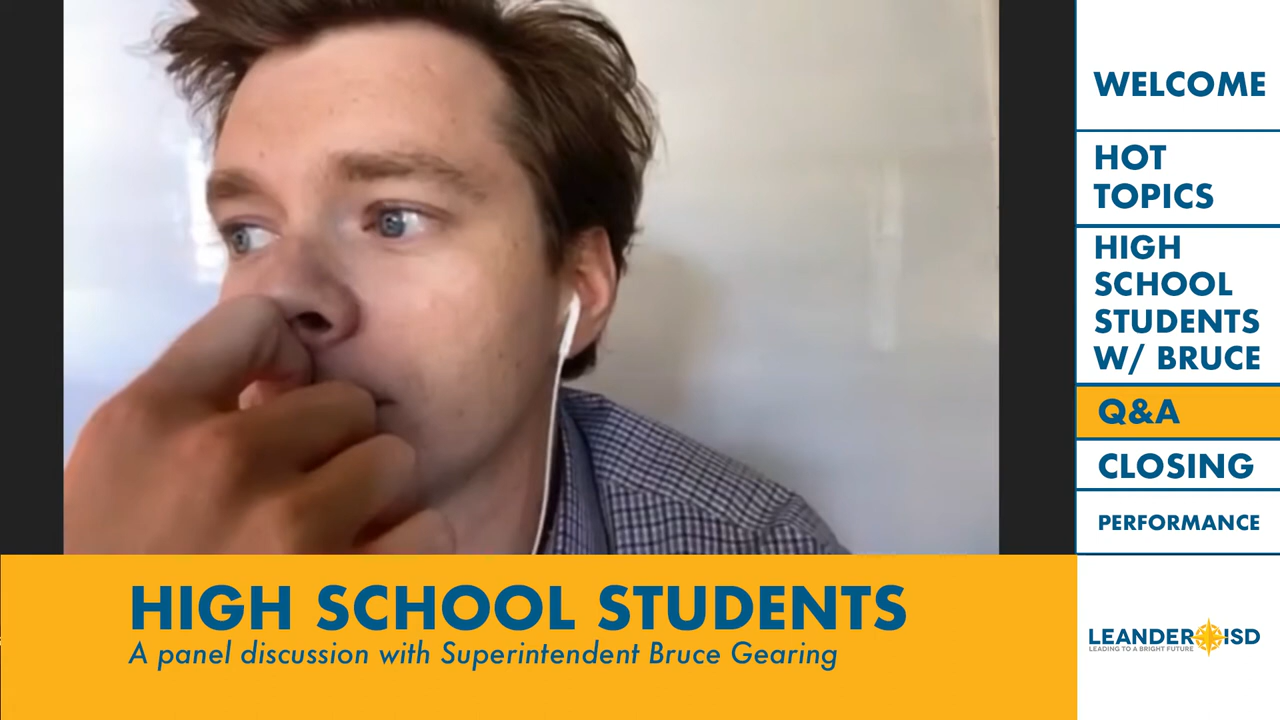 WELCOME
HOT
TOPICS
HIGH
SCHOOL
STUDENTS
W/ BRUCE
Q&A
CLOSING
PERFORMANCE
HIGH SCHOOL STUDENTS
A panel discussion with Superintendent Bruce Gearing
LEANDER ISD
LEADING TO A BRIGHT FUTURE